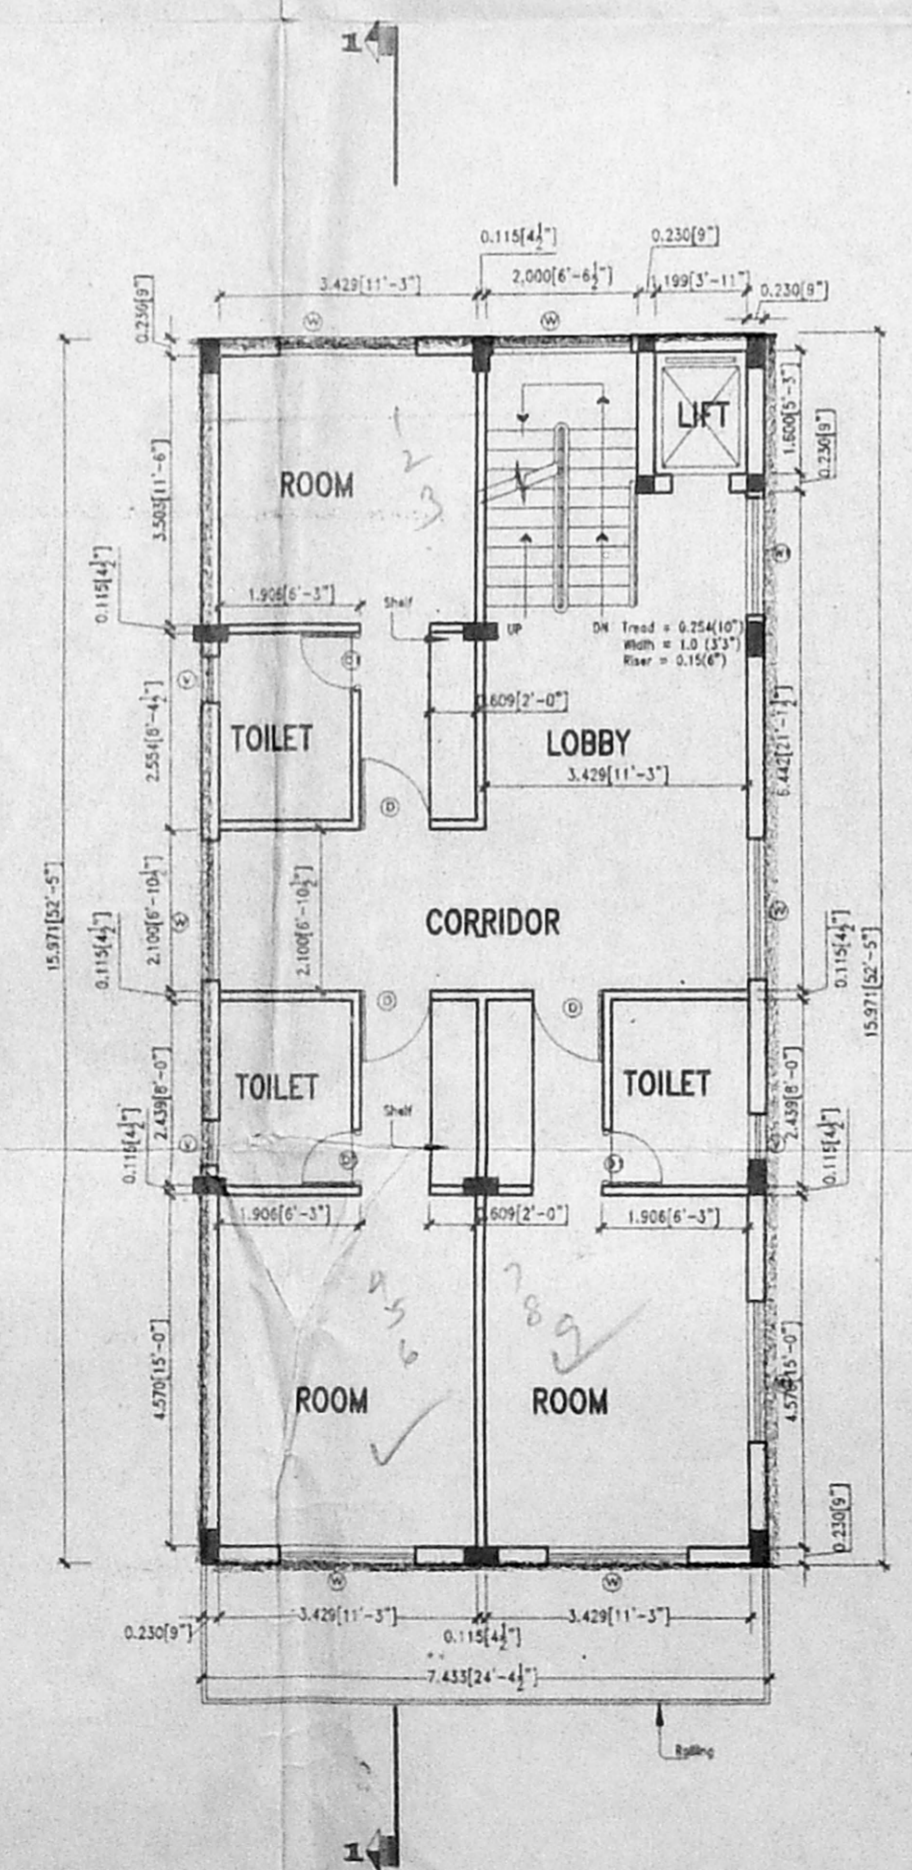 1
0.115[4½"]
0.230[9"]
3.429[11'-3"]
2.000[6'-6½"]
1.199[3'-11"]
0.230[9"]
0.230[9"]
W
W
LIFT
1.600[5'-3"]
0.230[9"]
1
2
3
ROOM
3.503[11'-6"]
W
0.115[4½"]
1.906[6'-3"]
Shelf
UP
DN
Tread = 0.254(10")
Width = 1.0 (3'3")
Riser = 0.15(6")
D1
V
2.554[8'-4½"]
TOILET
0.609[2'-0"]
LOBBY
3.429[11'-3"]
6.442[21'-1½"]
D
15.971[52'-5"]
2.100[6'-10½"]
2.100[6'-10½"]
CORRIDOR
W
W
0.115[4½"]
0.115[4½"]
15.971[52'-5"]
D
D
TOILET
TOILET
2.439[8'-0"]
2.439[8'-0"]
Shelf
0.115[4½"]
0.115[4½"]
V
D1
D1
1.906[6'-3"]
0.609[2'-0"]
1.906[6'-3"]
4
5
6
7
8
9
4.570[15'-0"]
4.570[15'-0"]
ROOM
ROOM
0.230[9"]
W
W
3.429[11'-3"]
3.429[11'-3"]
0.230[9"]
0.115[4½"]
7.433[24'-4½"]
Railing
1